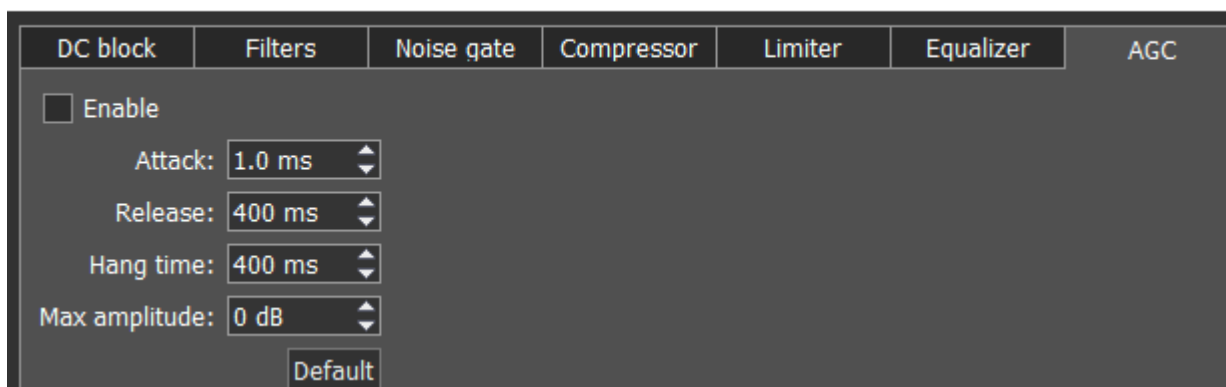 DC block Filters Noise gate Compressor Limiter Equalizer AGC
Enable
Attack: 1.0 ms
Release: 400 ms
Hang time: 400 ms
Max amplitude: 0 dB
Default